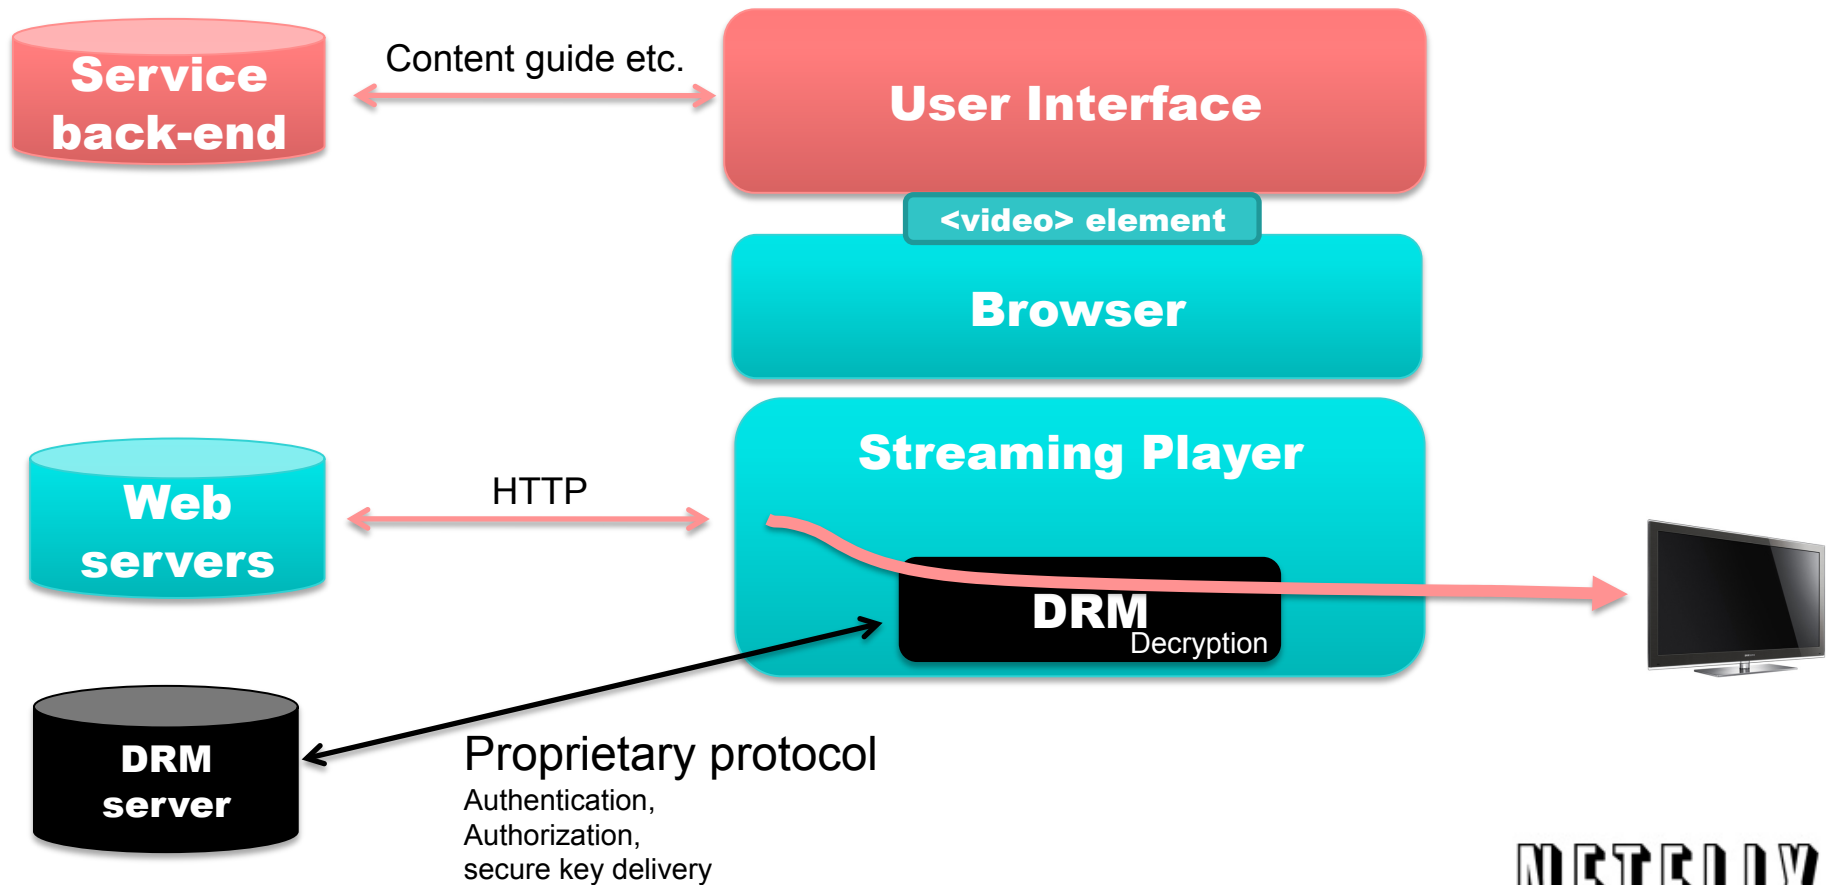 Service
back-end
Content guide etc.
User Interface
<video> element
Browser
Streaming Player
Web
servers
HTTP
DRM
Decryption
DRM
server
Proprietary protocol
Authentication,
Authorization,
secure key delivery
NETFLIX